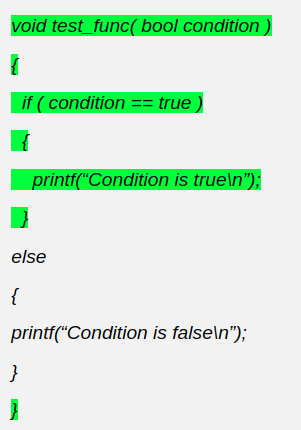 void test_func( bool condition )
{
if ( condition == true )
{
printf(“Condition is true\n”);
}
else
{
printf(“Condition is false\n”);
}
}